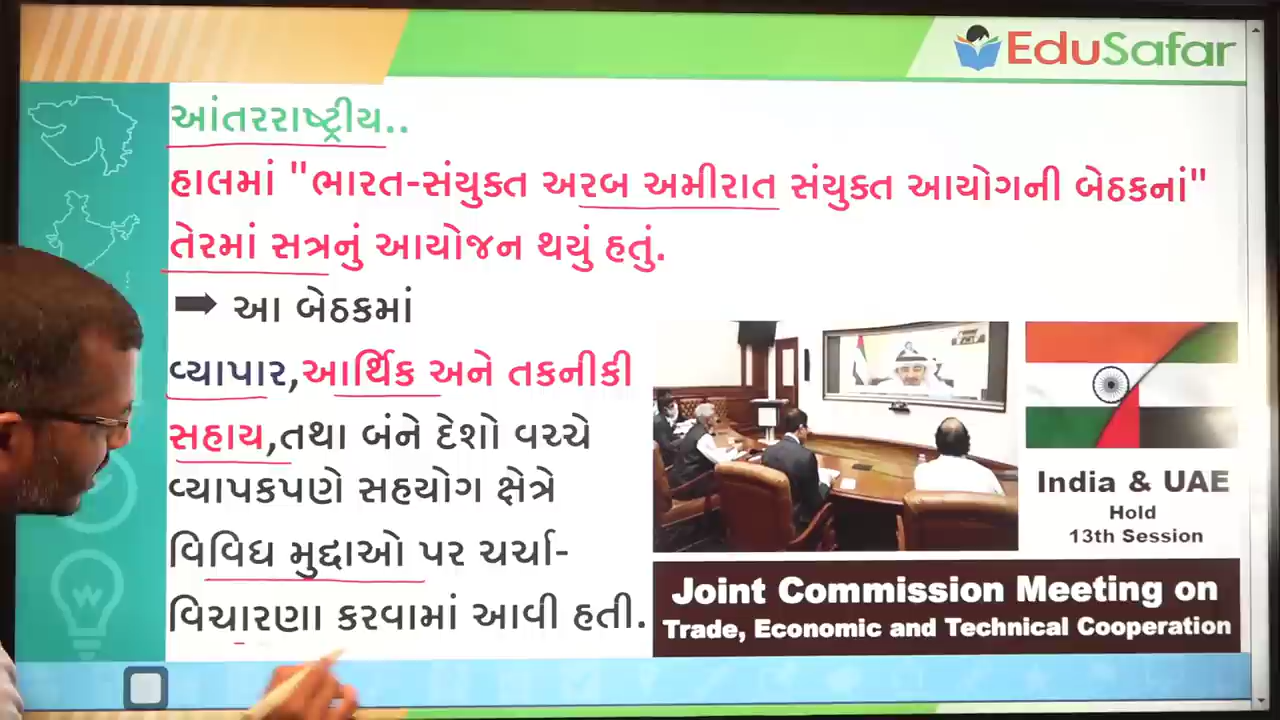 EduSafar
આંતરરાષ્ટ્રીય..
હાલમાં "ભારત-સંયુક્ત અરબ અમીરાત સંયુક્ત આયોગની બેઠકનાં"
તેરમાં સત્રનું આયોજન થયું હતું.
આ બેઠકમાં
વ્યાપાર,આર્થિક અને તકનીકી
સહાય,તથા બંને દેશો વચ્ચે
વ્યાપકપણે સહયોગ ક્ષેત્રે
વિવિધ મુદ્દાઓ પર ચર્ચા-
વિચારણા કરવામાં આવી હતી.
India & UAE
Hold
13th Session
Joint Commission Meeting on
Trade, Economic and Technical Cooperation